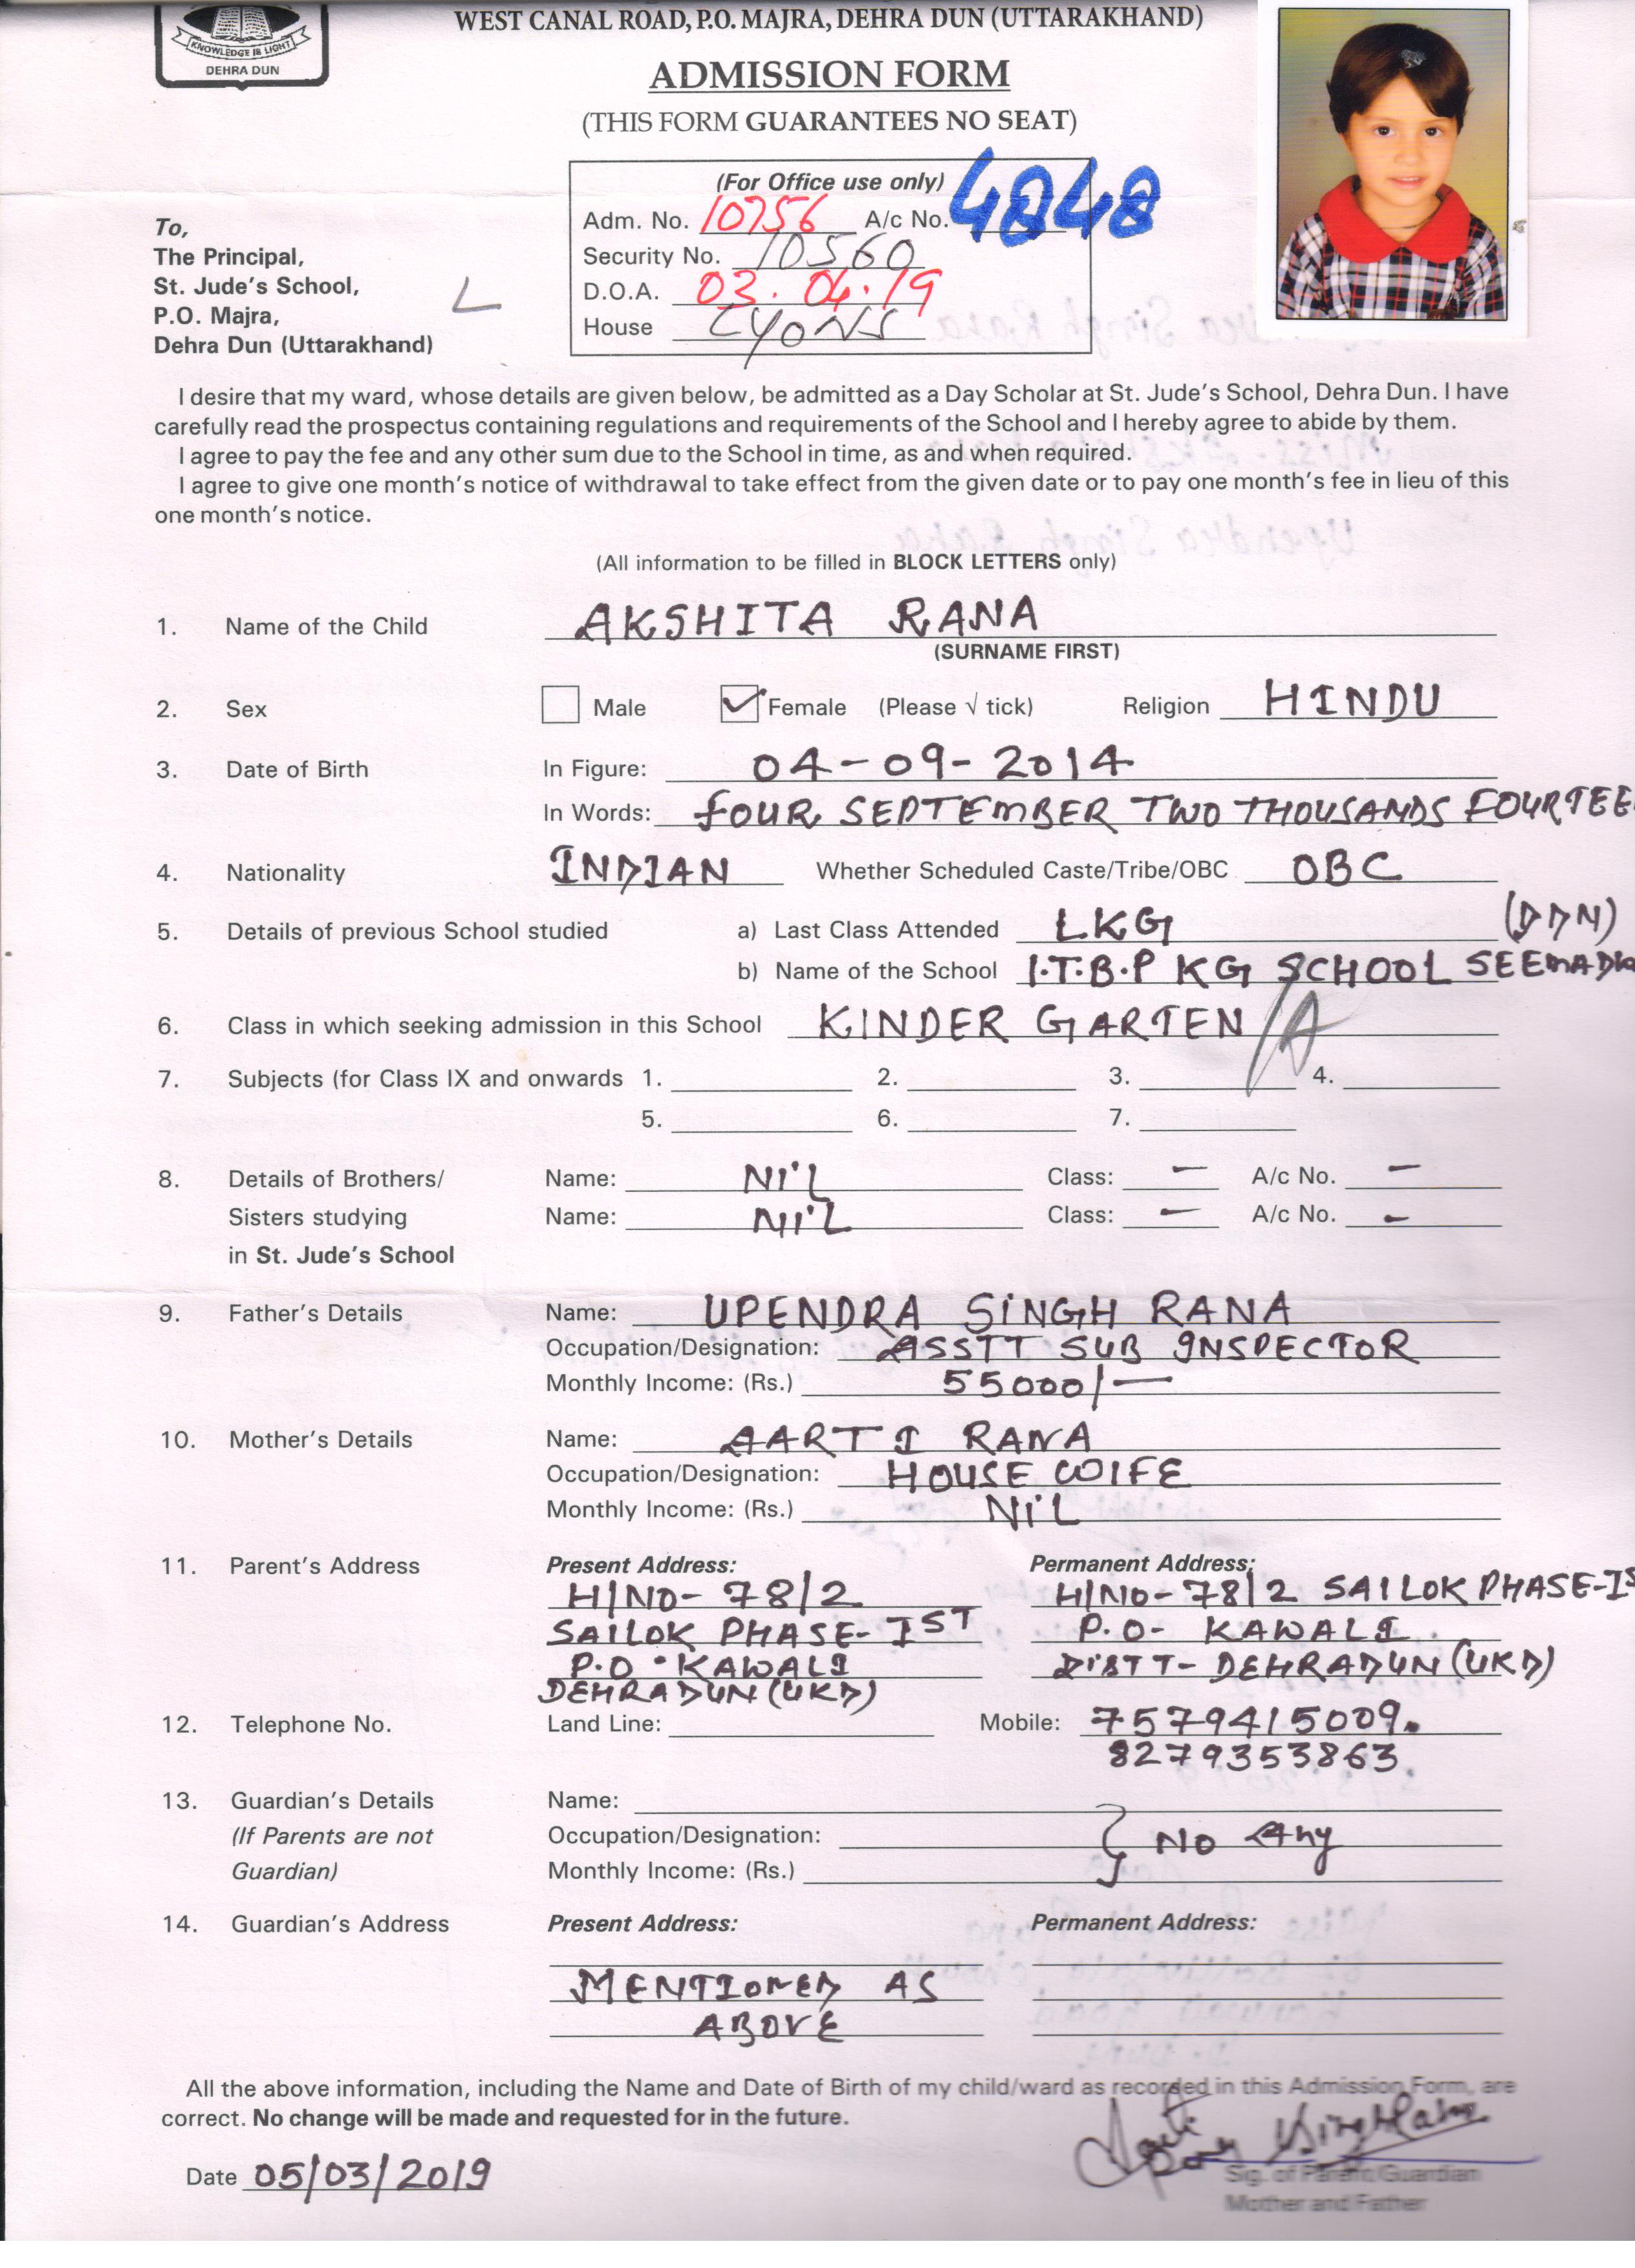 KNOWLEDGE IS LIGHT
DEHRA DUN
WEST CANAL ROAD, P.O. MAJRA, DEHRA DUN (UTTARAKHAND)
ADMISSION FORM
(THIS FORM GUARANTEES NO SEAT)
(For Office use only)
Adm. No. 10756 A/c No. 4848
Security No. 10560
D.O.A. 03.04.19
House LYONS
To,
The Principal,
St. Jude's School,
P.O. Majra,
Dehra Dun (Uttarakhand)
L
I desire that my ward, whose details are given below, be admitted as a Day Scholar at St. Jude's School, Dehra Dun. I have
carefully read the prospectus containing regulations and requirements of the School and I hereby agree to abide by them.
I agree to pay the fee and any other sum due to the School in time, as and when required.
I agree to give one month's notice of withdrawal to take effect from the given date or to pay one month's fee in lieu of this
one month's notice.
(All information to be filled in BLOCK LETTERS only)
1. Name of the Child AKSHITA RANA
(SURNAME FIRST)
2. Sex Male Female (Please √ tick) Religion HINDU
3. Date of Birth In Figure: 04-09-2014
In Words: FOUR SEPTEMBER TWO THOUSANDS FOURTEE
4. Nationality INDIAN Whether Scheduled Caste/Tribe/OBC OBC
5. Details of previous School studied a) Last Class Attended LKG (DDN)
b) Name of the School I.T.B.P KG SCHOOL
6. Class in which seeking admission in this School KINDER GARTEN /A
7. Subjects (for Class IX and onwards 1. 2. 3. 4.
5. 6. 7.
8. Details of Brothers/ Name: NIL Class: – A/c No. –
Sisters studying Name: NIL Class: – A/c No. –
in St. Jude's School
9. Father's Details Name: UPENDRA SINGH RANA
Occupation/Designation: ASSTT SUB INSPECTOR
Monthly Income: (Rs.) 55000/—
10. Mother's Details Name: AARTI RANA
Occupation/Designation: HOUSE WIFE
Monthly Income: (Rs.) NIL
11. Parent's Address Present Address: Permanent Address:
H/NO- 78/2 H/NO- 78/2 SAILOK PHASE-IS
SAILOK PHASE- IST P.O- KAWALI
P.O - KAWALI DISTT- DEHRADUN (UKD)
DEHRADUN (UKD)
12. Telephone No. Land Line: Mobile: 7579415009.
8279353863
13. Guardian's Details Name:
(If Parents are not Occupation/Designation: } No Any
Guardian) Monthly Income: (Rs.)
14. Guardian's Address Present Address: Permanent Address:
MENTIONED AS
ABOVE
All the above information, including the Name and Date of Birth of my child/ward as recorded in this Admission Form, are
correct. No change will be made and requested for in the future.
Date 05/03/2019
Sig. of Parent/Guardian
Mother and Father